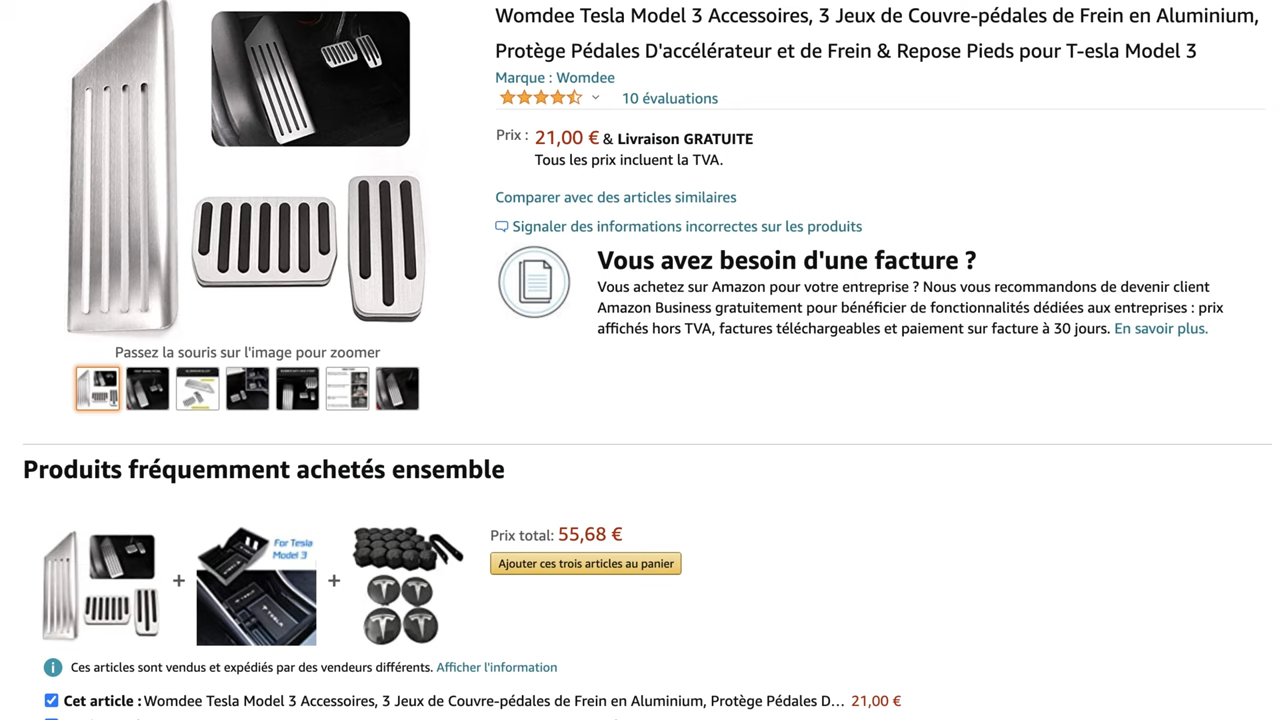 Womdee Tesla Model 3 Accessoires, 3 Jeux de Couvre-pédales de Frein en Aluminium,
Protège Pédales D'accélérateur et de Frein & Repose Pieds pour T-esla Model 3
Marque : Womdee
10 évaluations
Prix : 21,00 € & Livraison GRATUITE
Tous les prix incluent la TVA.
Comparer avec des articles similaires
Signaler des informations incorrectes sur les produits
Vous avez besoin d'une facture ?
Vous achetez sur Amazon pour votre entreprise ? Nous vous recommandons de devenir client
Amazon Business gratuitement pour bénéficier de fonctionnalités dédiées aux entreprises : prix
affichés hors TVA, factures téléchargeables et paiement sur facture à 30 jours. En savoir plus.
Passez la souris sur l'image pour zoomer
Produits fréquemment achetés ensemble
For Tesla
Model 3
TESLA
Prix total: 55,68 €
Ajouter ces trois articles au panier
Ces articles sont vendus et expédiés par des vendeurs différents. Afficher l'information
Cet article : Womdee Tesla Model 3 Accessoires, 3 Jeux de Couvre-pédales de Frein en Aluminium, Protège Pédales D… 21,00 €